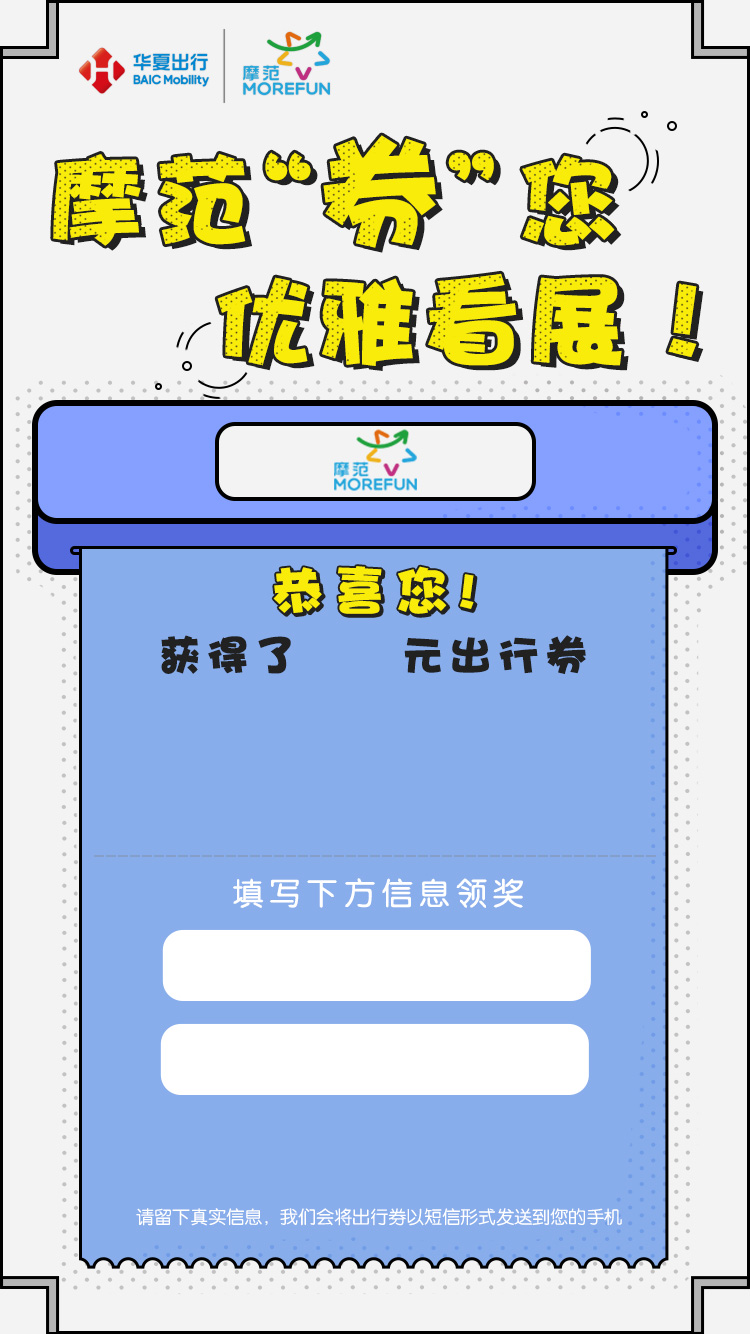 华夏出行
BAIC Mobility
摩范
MOREFUN
摩范“券”您
优雅看展！
摩范
MOREFUN
恭喜您！
获得了 元出行券
填写下方信息领奖
请留下真实信息，我们会将出行券以短信形式发送到您的手机